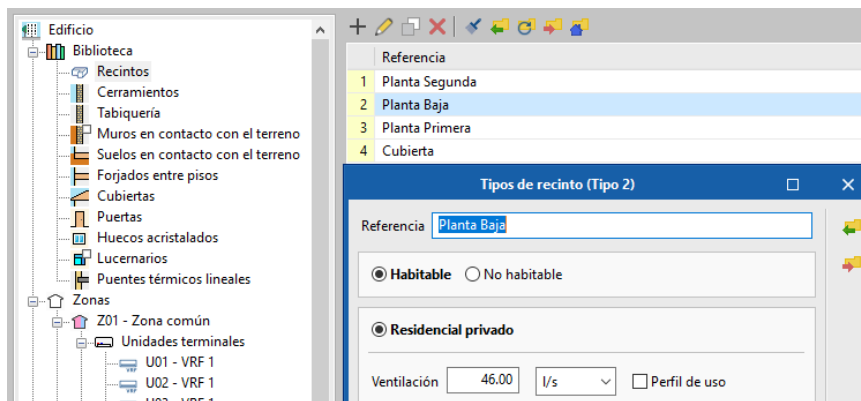 Edificio
Biblioteca
Recintos
Cerramientos
Tabiquería
Muros en contacto con el terreno
Suelos en contacto con el terreno
Forjados entre pisos
Cubiertas
Puertas
Huecos acristalados
Lucernarios
Puentes térmicos lineales
Zonas
Z01 - Zona común
Unidades terminales
U01 - VRF 1
U02 - VRF 1
U03 - VRF 1
Referencia
1 Planta Segunda
2 Planta Baja
3 Planta Primera
4 Cubierta
Tipos de recinto (Tipo 2)
Referencia Planta Baja
Habitable No habitable
Residencial privado
Ventilación 46.00 l/s Perfil de uso